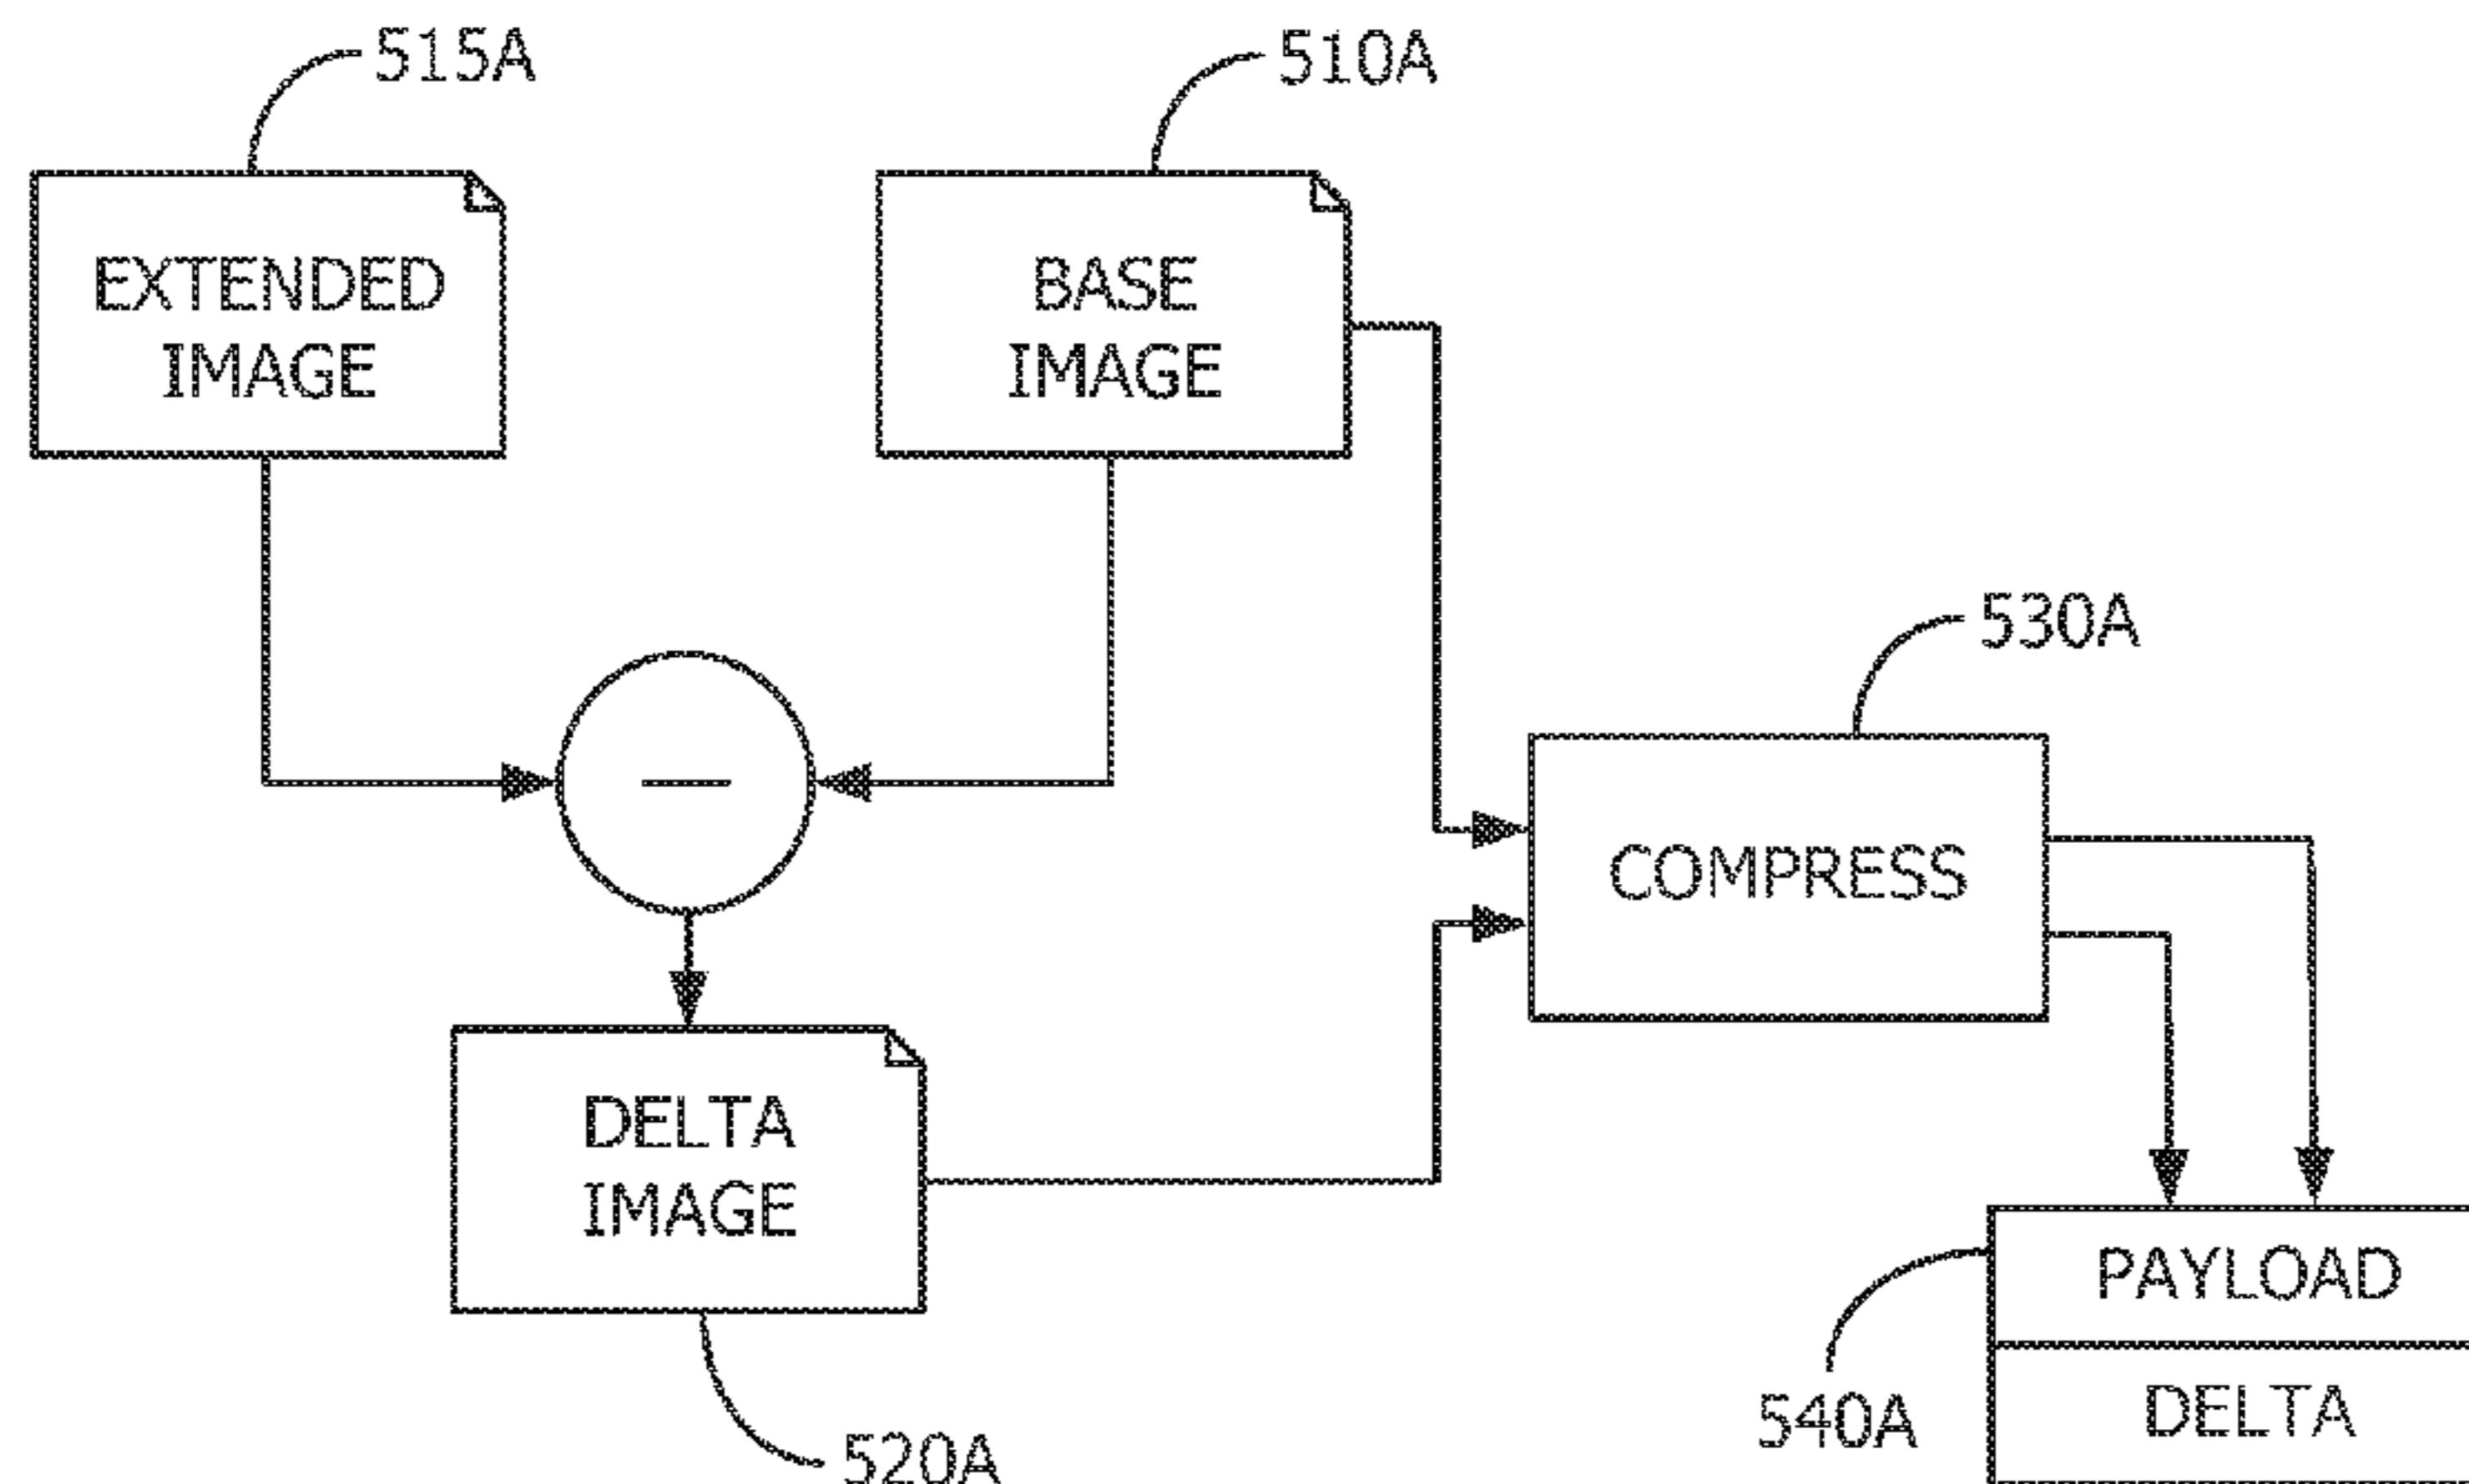 515A
510A
EXTENDED
IMAGE
BASE
IMAGE
530A
—
COMPRESS
DELTA
IMAGE
PAYLOAD
540A
DELTA
520A